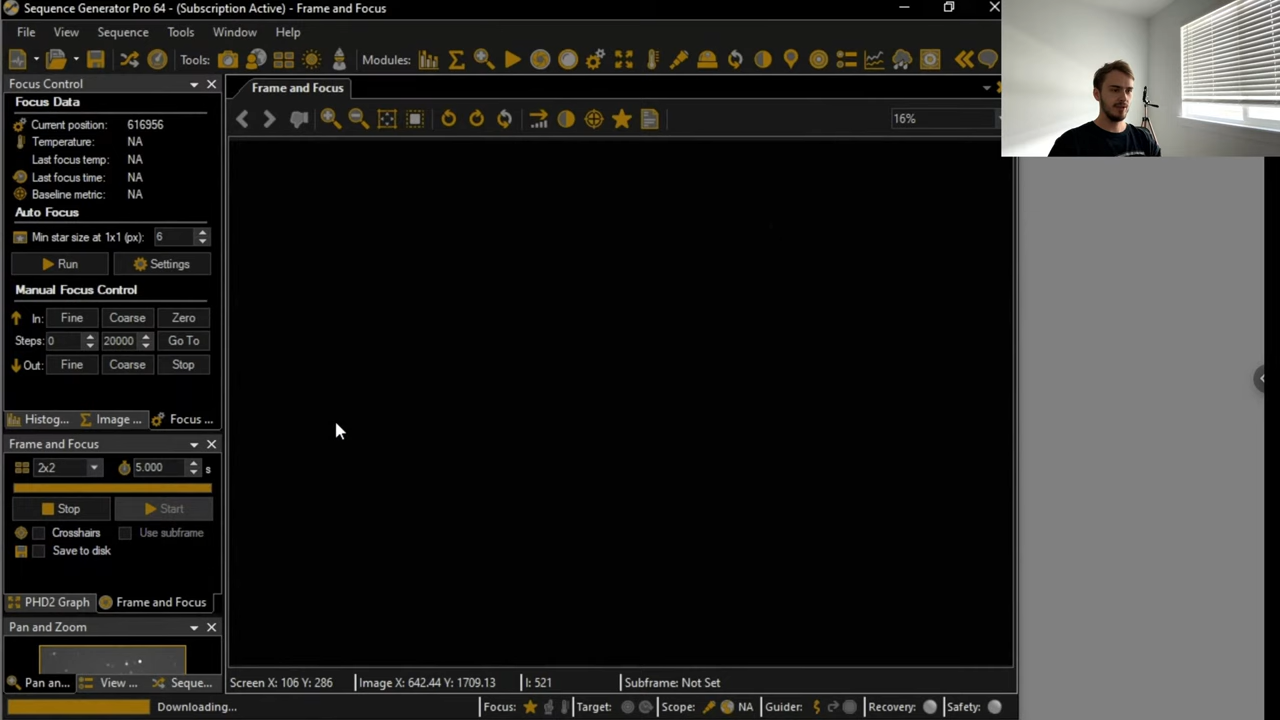 Sequence Generator Pro 64 - (Subscription Active) - Frame and Focus
File View Sequence Tools Window Help
Tools: Modules:
Focus Control
Focus Data
Current position: 616956
Temperature: NA
Last focus temp: NA
Last focus time: NA
Baseline metric: NA
Auto Focus
Min star size at 1x1 (px): 6
Run Settings
Manual Focus Control
In: Fine Coarse Zero
Steps: 0 20000 Go To
Out: Fine Coarse Stop
Histog... Image ... Focus ...
Frame and Focus
2x2 5.000 s
Stop Start
Crosshairs Use subframe
Save to disk
PHD2 Graph Frame and Focus
Pan and Zoom
Pan an... View ... Seque...
Frame and Focus
16%
Screen X: 106 Y: 286 Image X: 642.44 Y: 1709.13 I: 521 Subframe: Not Set
Downloading... Focus: Target: Scope: NA Guider: Recovery: Safety: